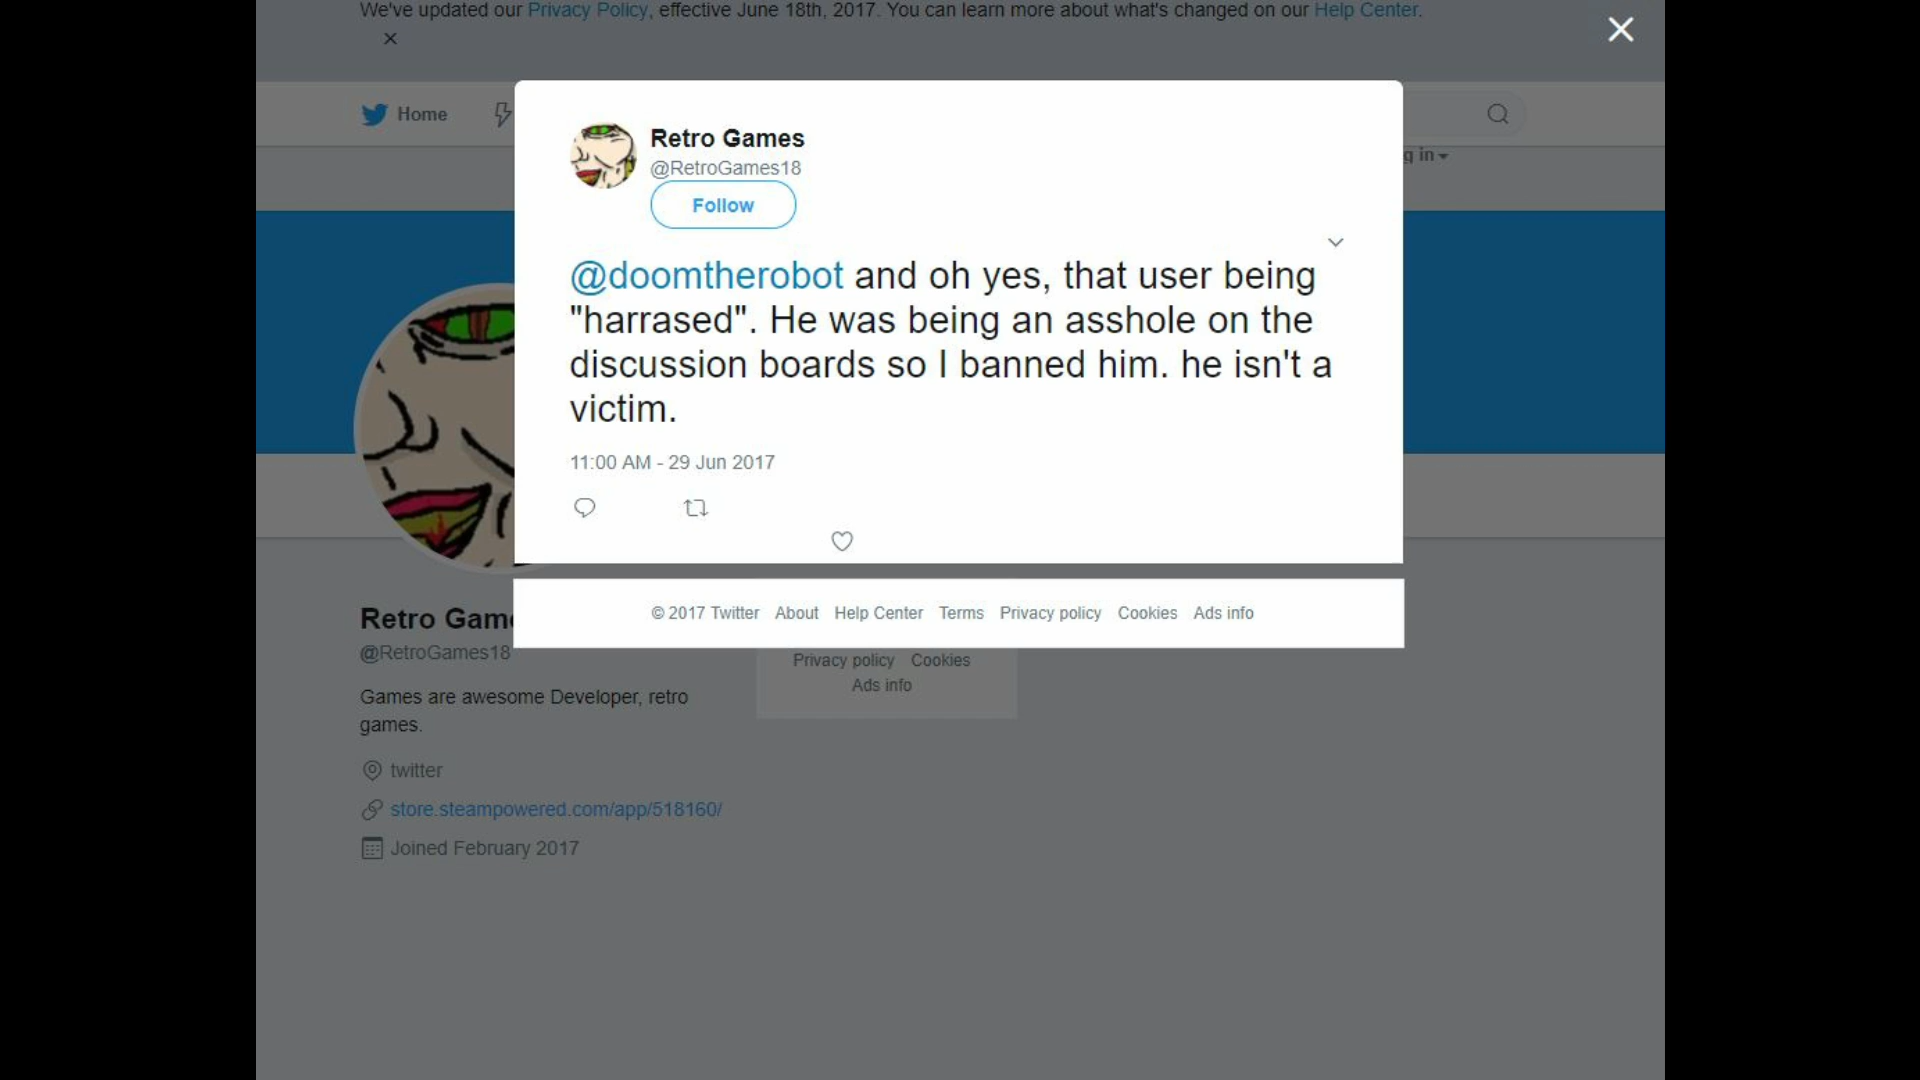 We've updated our Privacy Policy, effective June 18th, 2017. You can learn more about what's changed on our Help Center.
Home
Retro Games
@RetroGames18
Follow
@doomtherobot and oh yes, that user being
"harrased". He was being an asshole on the
discussion boards so I banned him. he isn't a
victim.
11:00 AM - 29 Jun 2017
© 2017 Twitter About Help Center Terms Privacy policy Cookies Ads info
Retro Gam
@RetroGames18
Privacy policy Cookies
Ads info
Games are awesome Developer, retro
games.
twitter
store.steampowered.com/app/518160/
Joined February 2017